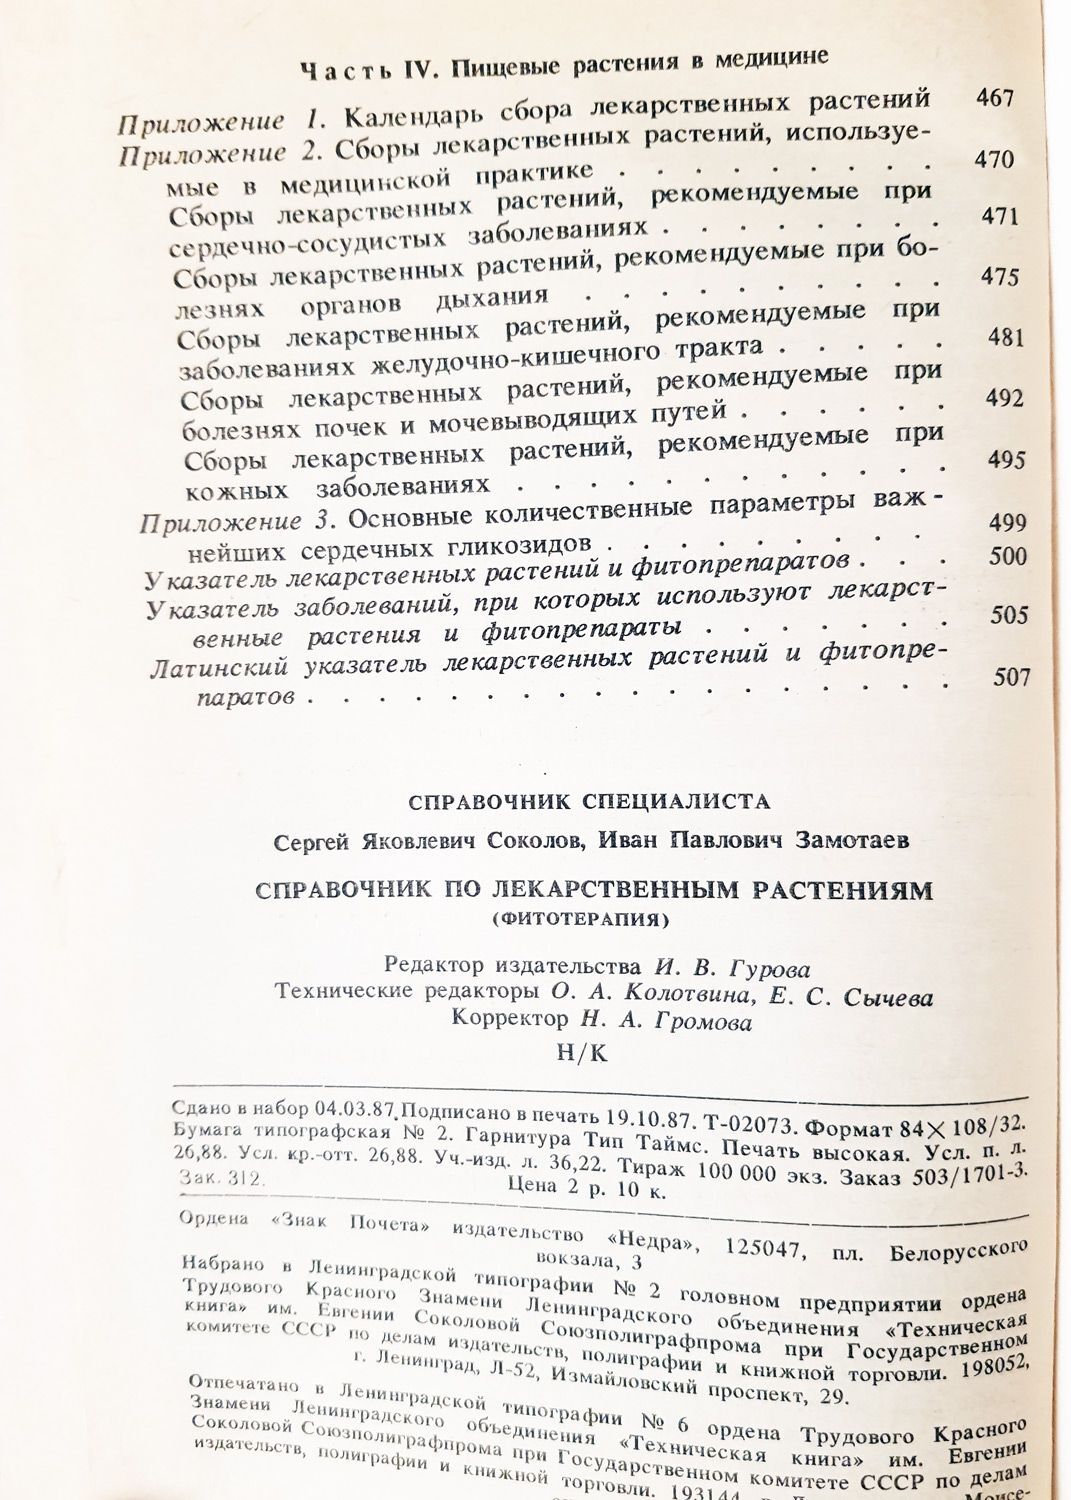 Часть IV. Пищевые растения в медицине
Приложение 1. Календарь сбора лекарственных растений 467
Приложение 2. Сборы лекарственных растений, используе-
мые в медицинской практике . . . . . . . . . 470
Сборы лекарственных растений, рекомендуемые при
сердечно-сосудистых заболеваниях . . . . . . . . 471
Сборы лекарственных растений, рекомендуемые при бо-
лезнях органов дыхания . . . . . . . . . . 475
Сборы лекарственных растений, рекомендуемые при
заболеваниях желудочно-кишечного тракта . . . . . 481
Сборы лекарственных растений, рекомендуемые при
болезнях почек и мочевыводящих путей . . . . . . 492
Сборы лекарственных растений, рекомендуемые при
кожных заболеваниях . . . . . . . . . . . . 495
Приложение 3. Основные количественные параметры важ-
нейших сердечных гликозидов . . . . . . . . . 499
Указатель лекарственных растений и фитопрепаратов . . . 500
Указатель заболеваний, при которых используют лекарст-
венные растения и фитопрепараты . . . . . . . 505
Латинский указатель лекарственных растений и фитопре-
паратов . . . . . . . . . . . . . . . . . . 507
СПРАВОЧНИК СПЕЦИАЛИСТА
Сергей Яковлевич Соколов, Иван Павлович Замотаев
СПРАВОЧНИК ПО ЛЕКАРСТВЕННЫМ РАСТЕНИЯМ
(ФИТОТЕРАПИЯ)
Редактор издательства И. В. Гурова
Технические редакторы О. А. Колотвина, Е. С. Сычева
Корректор Н. А. Громова
Н/К
Сдано в набор 04.03.87. Подписано в печать 19.10.87. Т-02073. Формат 84×108/32.
Бумага типографская № 2. Гарнитура Тип Таймс. Печать высокая. Усл. п. л.
26,88. Усл. кр.-отт. 26,88. Уч.-изд. л. 36,22. Тираж 100 000 экз. Заказ 503/1701-3.
Зак. 312. Цена 2 р. 10 к.
Ордена «Знак Почета» издательство «Недра», 125047, пл. Белорусского
вокзала, 3
Набрано в Ленинградской типографии № 2 головном предприятии ордена
Трудового Красного Знамени Ленинградского объединения «Техническая
книга» им. Евгении Соколовой Союзполиграфпрома при Государственном
комитете СССР по делам издательств, полиграфии и книжной торговли. 198052,
г. Ленинград, Л-52, Измайловский проспект, 29.
Отпечатано в Ленинградской типографии № 6 ордена Трудового Красного
Знамени Ленинградского объединения «Техническая книга» им. Евгении
Соколовой Союзполиграфпрома при Государственном комитете СССР по делам
издательств, полиграфии и книжной торговли. 193144, г. Моисе-